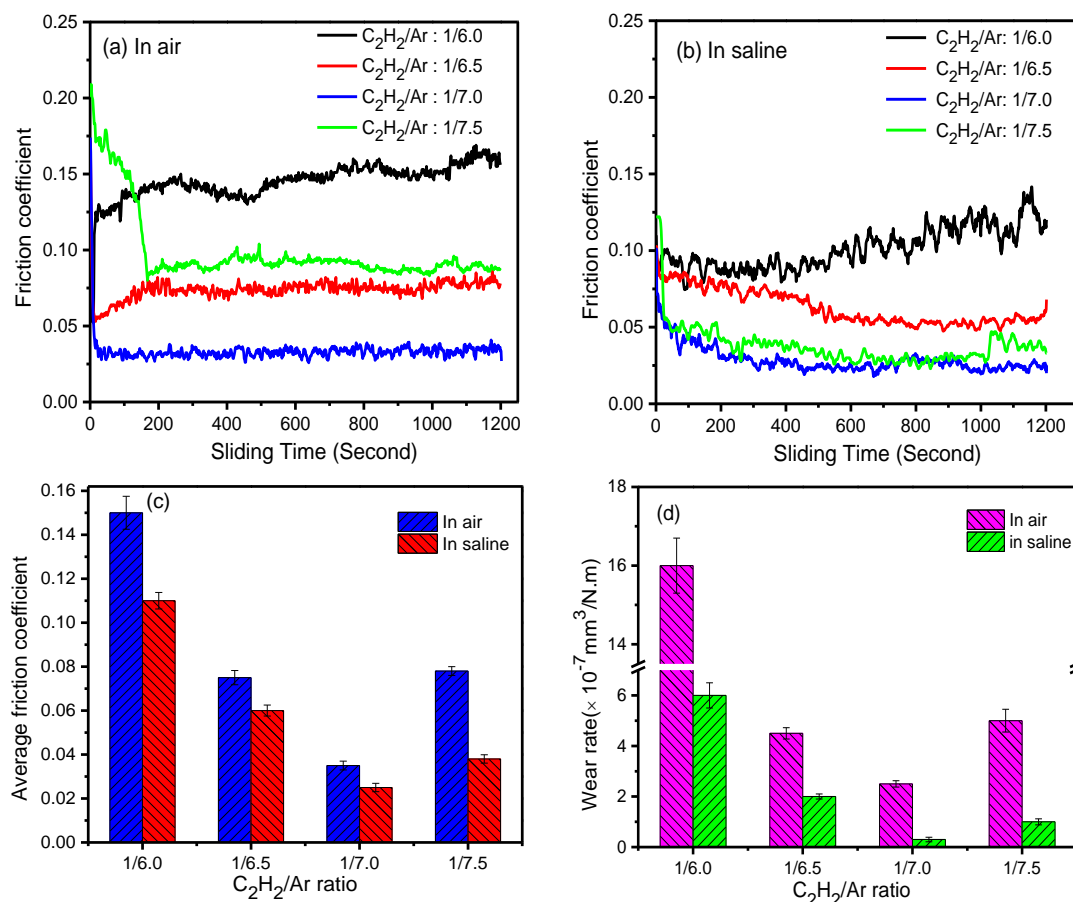 (a) In air
C₂H₂/Ar : 1/6.0
C₂H₂/Ar : 1/6.5
C₂H₂/Ar : 1/7.0
C₂H₂/Ar : 1/7.5
0.25
0.20
0.15
0.10
0.05
0.00
Friction coefficient
0 200 400 600 800 1000 1200
Sliding Time (Second)
(b) In saline
C₂H₂/Ar: 1/6.0
C₂H₂/Ar: 1/6.5
C₂H₂/Ar: 1/7.0
C₂H₂/Ar: 1/7.5
0.25
0.20
0.15
0.10
0.05
0.00
Friction coefficient
0 200 400 600 800 1000 1200
Sliding Time (Second)
(c)
In air
In saline
0.16
0.14
0.12
0.10
0.08
0.06
0.04
0.02
0.00
Average friction coefficient
1/6.0 1/6.5 1/7.0 1/7.5
C₂H₂/Ar ratio
(d)
In air
in saline
18
16
14
6
4
2
0
Wear rate(× 10⁻⁷mm³/N.m)
1/6.0 1/6.5 1/7.0 1/7.5
C₂H₂/Ar ratio